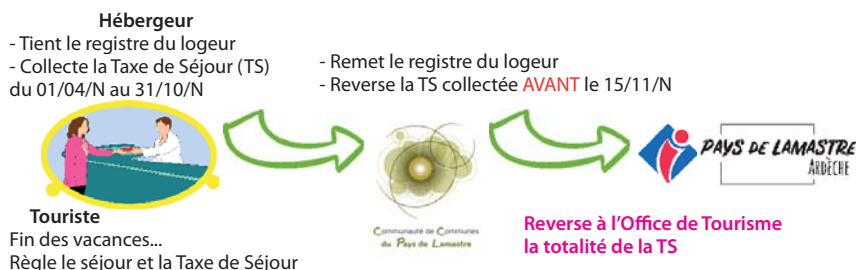 Hébergeur
- Tient le registre du logeur
- Collecte la Taxe de Séjour (TS)
du 01/04/N au 31/10/N
- Remet le registre du logeur
- Reverse la TS collectée AVANT le 15/11/N
Communauté de Communes
du Pays de Lamastre
PAYS DE LAMASTRE
ARDÈCHE
Touriste
Fin des vacances...
Règle le séjour et la Taxe de Séjour
Reverse à l'Office de Tourisme
la totalité de la TS